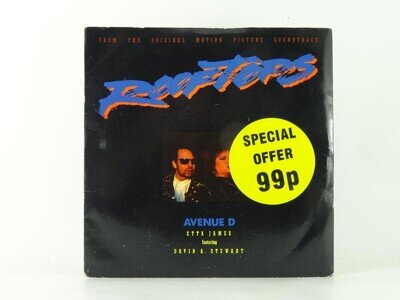 FROM THE ORIGINAL MOTION PICTURE SOUNDTRACK
ROOFTOPS
SPECIAL
OFFER
99p
AVENUE D
ETTA JAMES
featuring
DAVID A. STEWART